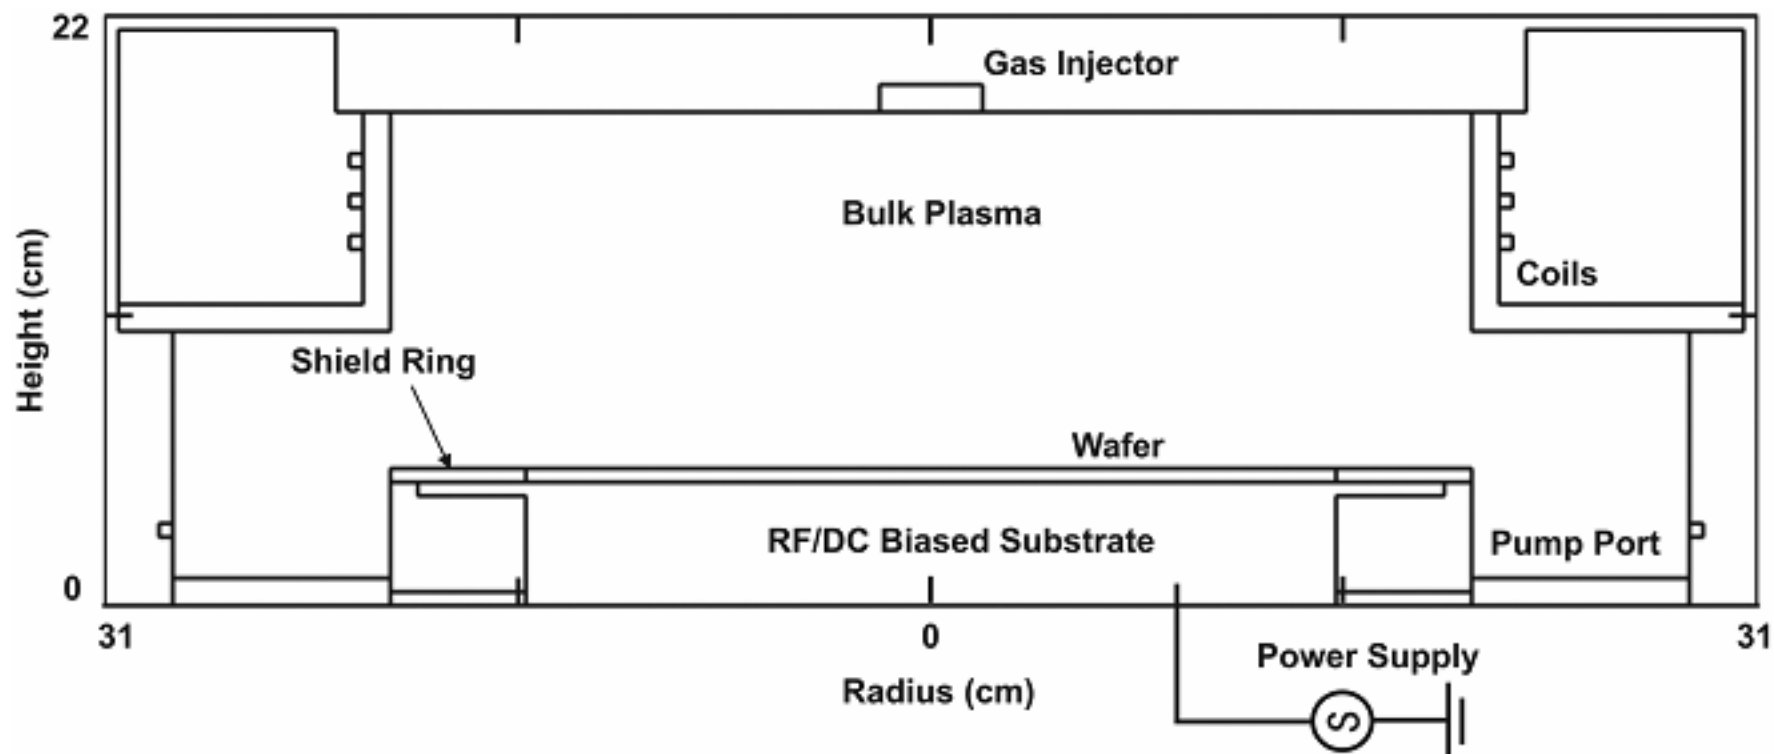 22
Gas Injector
Bulk Plasma
Coils
Height (cm)
Shield Ring
Wafer
RF/DC Biased Substrate
Pump Port
0
31
0
31
Power Supply
Radius (cm)
S